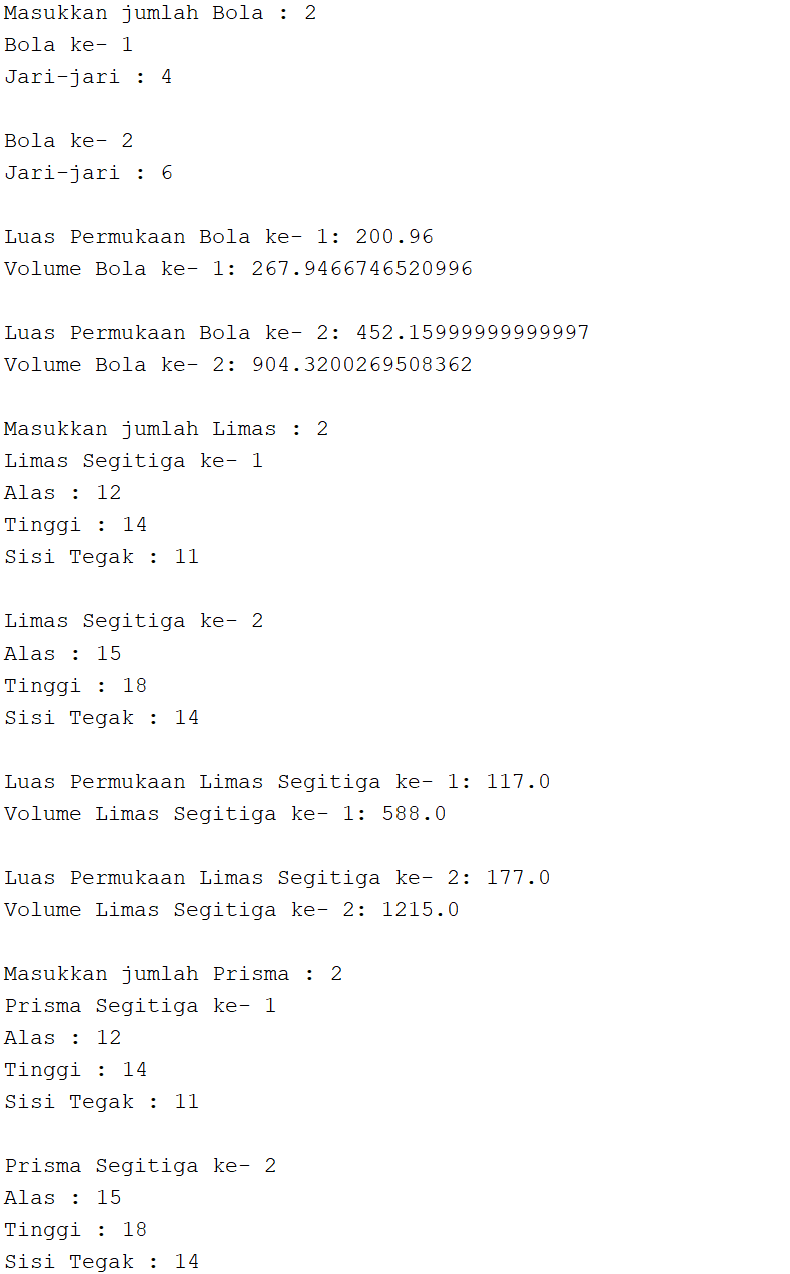 Masukkan jumlah Bola : 2
Bola ke- 1
Jari-jari : 4
Bola ke- 2
Jari-jari : 6
Luas Permukaan Bola ke- 1: 200.96
Volume Bola ke- 1: 267.9466746520996
Luas Permukaan Bola ke- 2: 452.15999999999997
Volume Bola ke- 2: 904.3200269508362
Masukkan jumlah Limas : 2
Limas Segitiga ke- 1
Alas : 12
Tinggi : 14
Sisi Tegak : 11
Limas Segitiga ke- 2
Alas : 15
Tinggi : 18
Sisi Tegak : 14
Luas Permukaan Limas Segitiga ke- 1: 117.0
Volume Limas Segitiga ke- 1: 588.0
Luas Permukaan Limas Segitiga ke- 2: 177.0
Volume Limas Segitiga ke- 2: 1215.0
Masukkan jumlah Prisma : 2
Prisma Segitiga ke- 1
Alas : 12
Tinggi : 14
Sisi Tegak : 11
Prisma Segitiga ke- 2
Alas : 15
Tinggi : 18
Sisi Tegak : 14